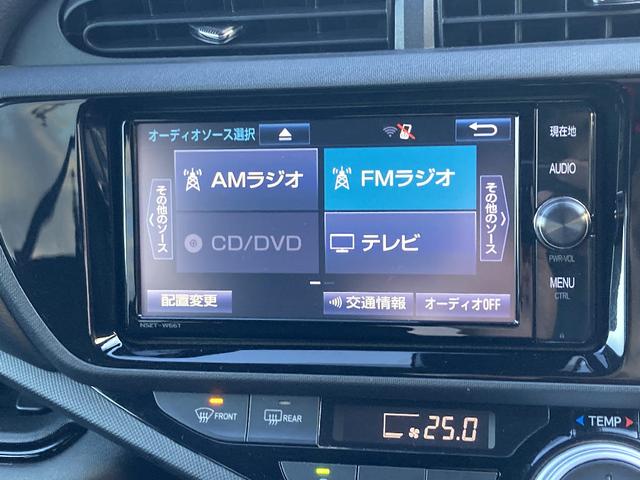 オーディオソース選択
現在地
AUDIO
AMラジオ
FMラジオ
その他のソース
その他のソース
CD/DVD
テレビ
PWR-VOL
MENU
CTRL
配置変更
交通情報
オーディオOFF
NSZT-W66T
FRONT
REAR
25.0
TEMP